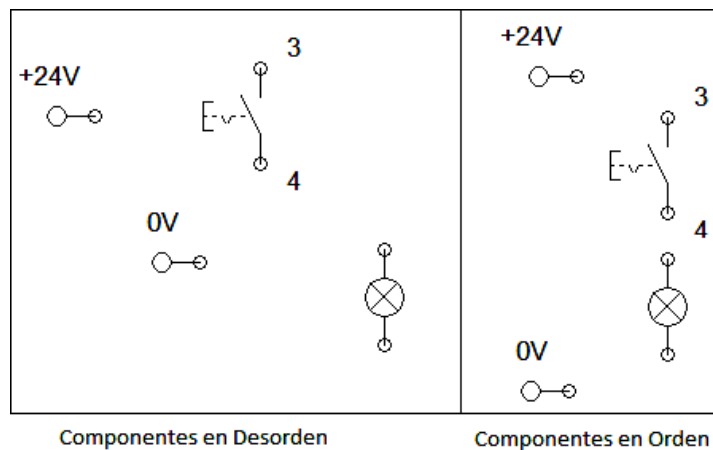 3
+24V
4
0V
+24V
3
4
0V
Componentes en Desorden
Componentes en Orden